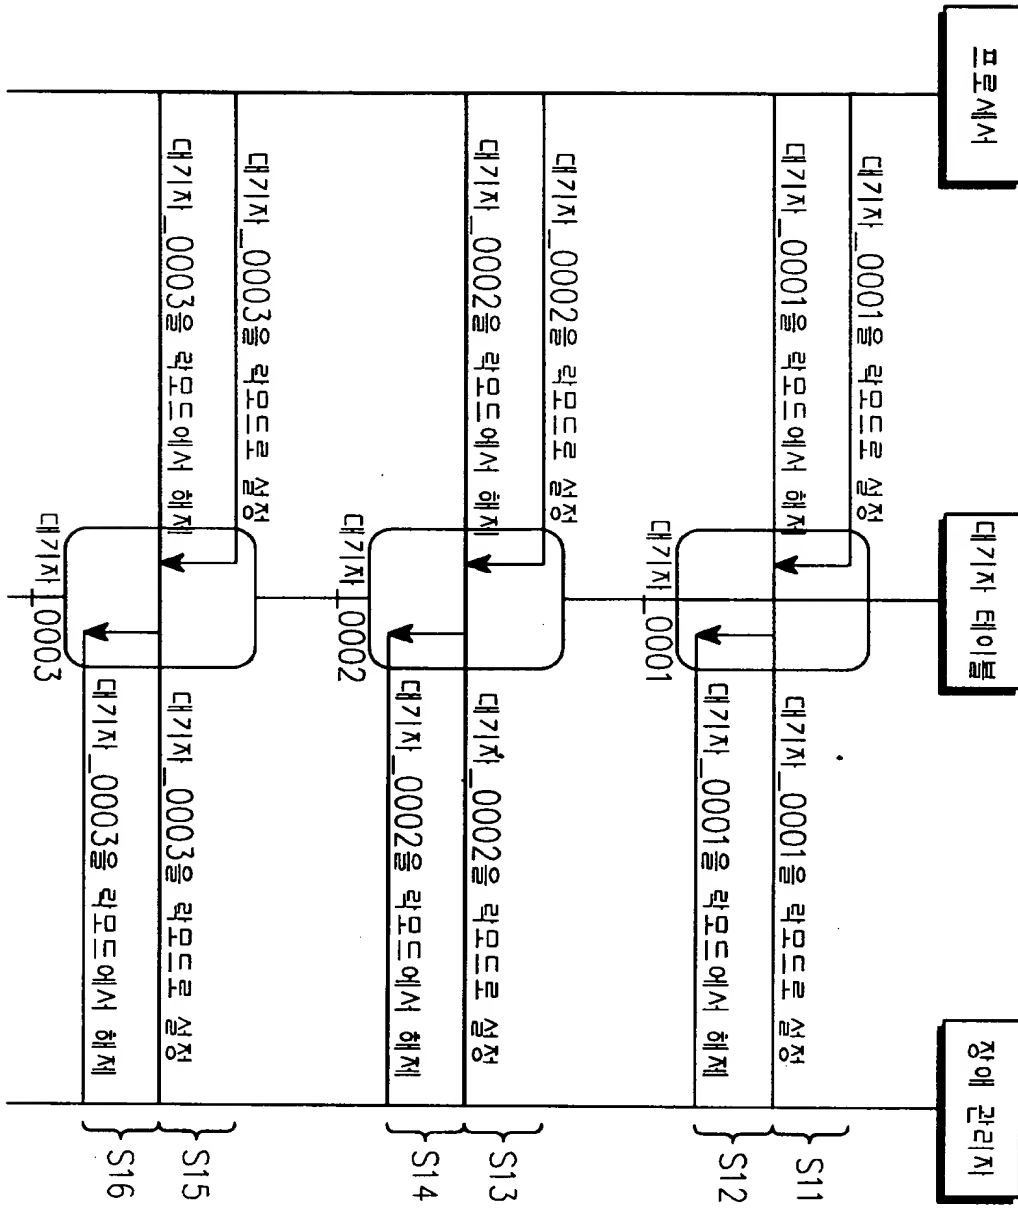 프로세서
대기자 테이블
장애 관리자
대기자_0001을 락모드로 설정
대기자_0001을 락모드에서 해제
대기자_0001을 락모드로 설정
대기자_0001을 락모드에서 해제
대기자_0001
S11
S12
대기자_0002을 락모드로 설정
대기자_0002을 락모드에서 해제
대기자_0002을 락모드로 설정
대기자_0002을 락모드에서 해제
대기자_0002
S13
S14
대기자_0003을 락모드로 설정
대기자_0003을 락모드에서 해제
대기자_0003을 락모드로 설정
대기자_0003을 락모드에서 해제
대기자_0003
S15
S16